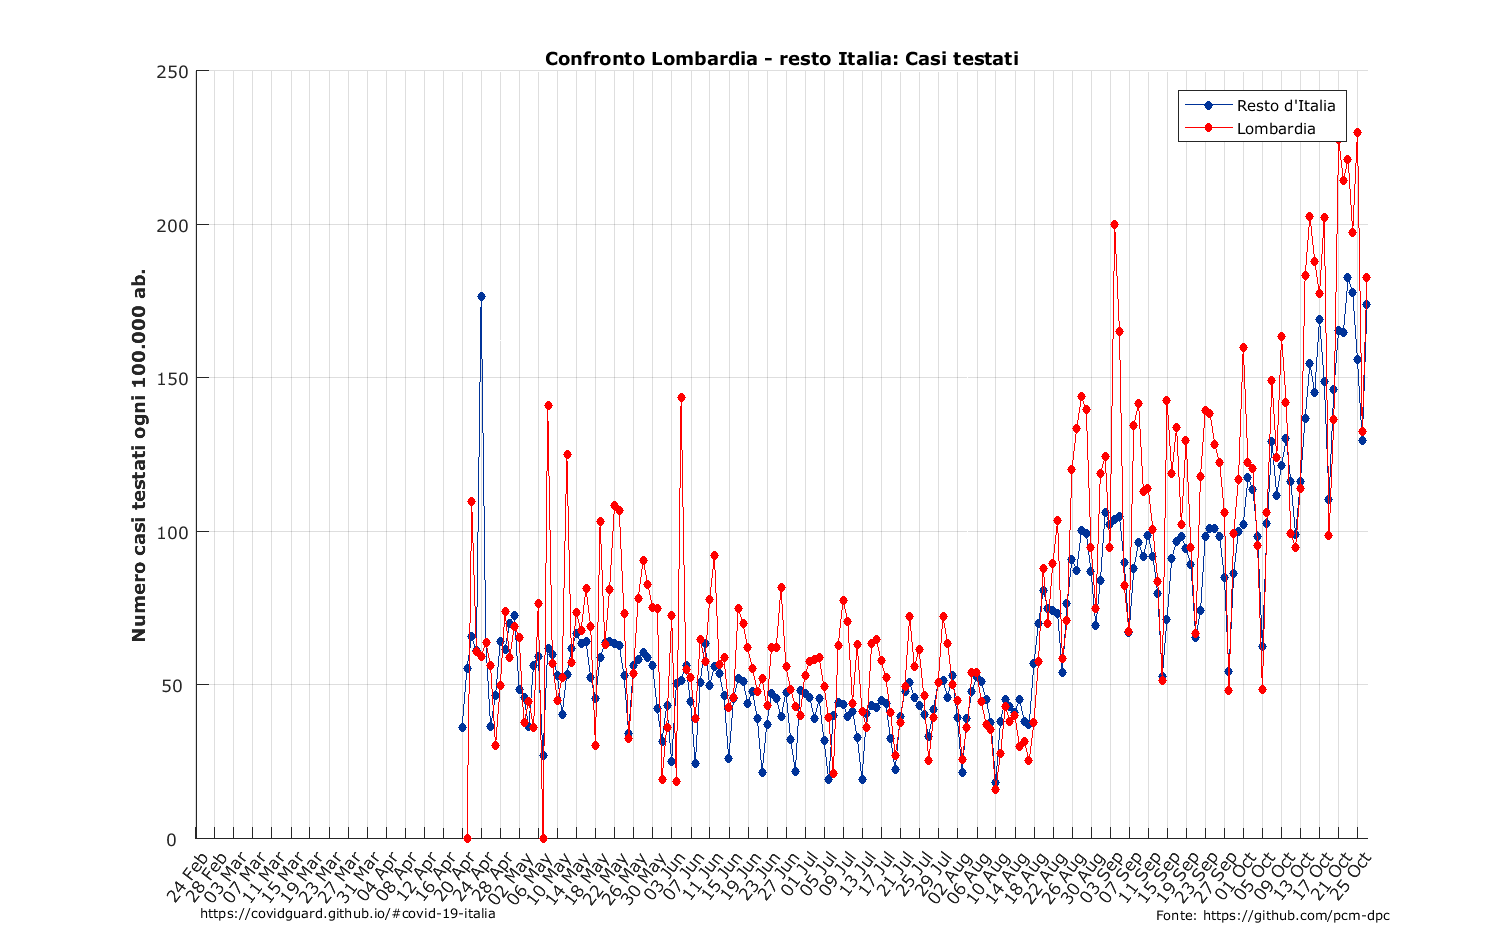 Confronto Lombardia - resto Italia: Casi testati
250
200
150
100
50
0
Numero casi testati ogni 100.000 ab.
Resto d'Italia
Lombardia
24 Feb
28 Feb
03 Mar
07 Mar
11 Mar
15 Mar
19 Mar
23 Mar
27 Mar
31 Mar
04 Apr
08 Apr
12 Apr
16 Apr
20 Apr
24 Apr
28 Apr
02 May
06 May
10 May
14 May
18 May
22 May
26 May
30 May
03 Jun
07 Jun
11 Jun
15 Jun
19 Jun
23 Jun
27 Jun
01 Jul
05 Jul
09 Jul
13 Jul
17 Jul
21 Jul
25 Jul
29 Jul
02 Aug
06 Aug
10 Aug
14 Aug
18 Aug
22 Aug
26 Aug
30 Aug
03 Sep
07 Sep
11 Sep
15 Sep
19 Sep
23 Sep
27 Sep
01 Oct
05 Oct
09 Oct
13 Oct
17 Oct
21 Oct
25 Oct
https://covidguard.github.io/#covid-19-italia
Fonte: https://github.com/pcm-dpc